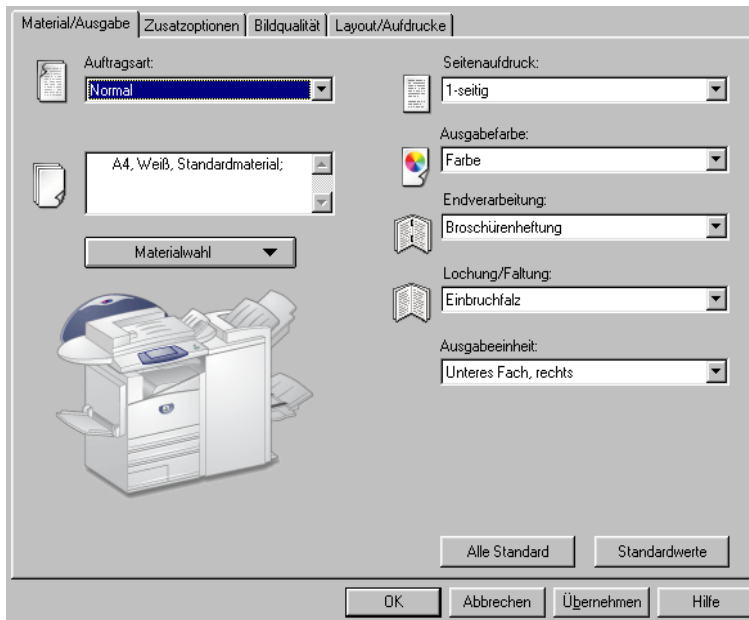 Material/Ausgabe
Zusatzoptionen
Bildqualität
Layout/Aufdrucke
Auftragsart:
Normal
A4, Weiß, Standardmaterial;
Materialwahl
Seitenaufdruck:
1-seitig
Ausgabefarbe:
Farbe
Endverarbeitung:
Broschürenheftung
Lochung/Faltung:
Einbruchfalz
Ausgabeeinheit:
Unteres Fach, rechts
Alle Standard
Standardwerte
OK
Abbrechen
Übernehmen
Hilfe